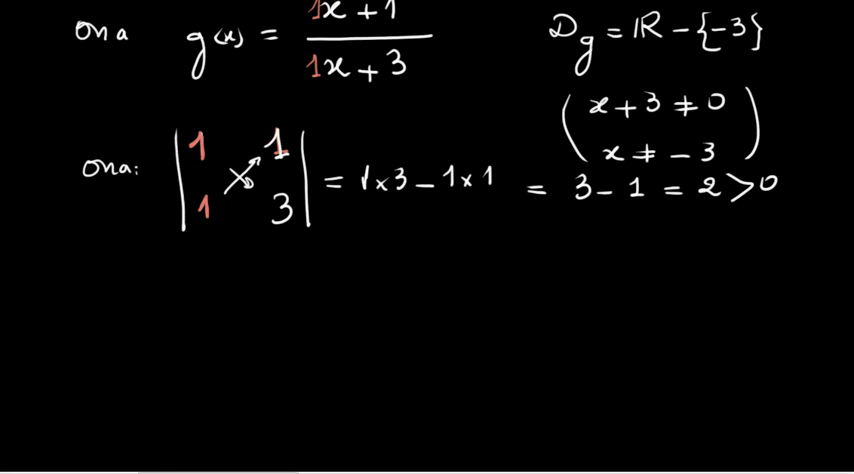 On a g(x) = 1x + 1 / 1x + 3
Dg = ℝ - {-3}
( x + 3 ≠ 0
x ≠ - 3 )
On a: | 1 1 | = 1 × 3 - 1 × 1 = 3 - 1 = 2 > 0
| 1 3 |